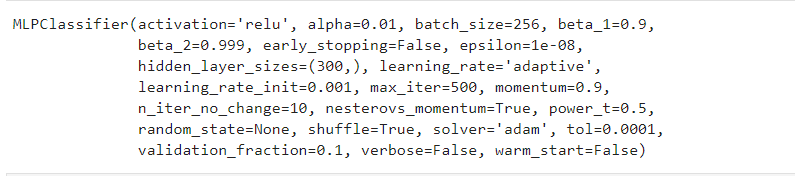 MLPClassifier(activation='relu', alpha=0.01, batch_size=256, beta_1=0.9,
beta_2=0.999, early_stopping=False, epsilon=1e-08,
hidden_layer_sizes=(300,), learning_rate='adaptive',
learning_rate_init=0.001, max_iter=500, momentum=0.9,
n_iter_no_change=10, nesterovs_momentum=True, power_t=0.5,
random_state=None, shuffle=True, solver='adam', tol=0.0001,
validation_fraction=0.1, verbose=False, warm_start=False)